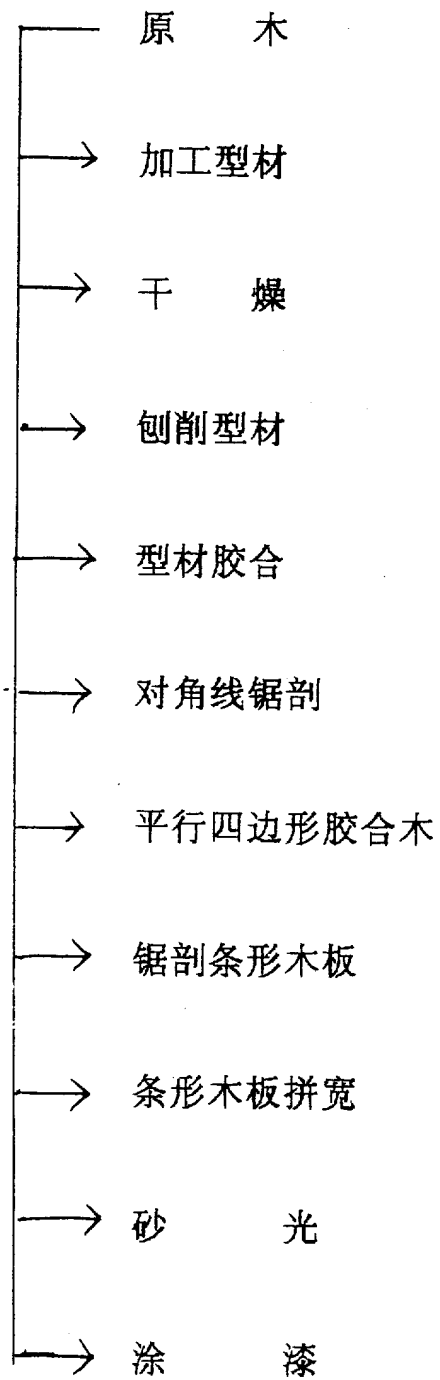 原 木
加工型材
干 燥
刨削型材
型材胶合
对角线锯剖
平行四边形胶合木
锯剖条形木板
条形木板拼宽
砂 光
涂 漆